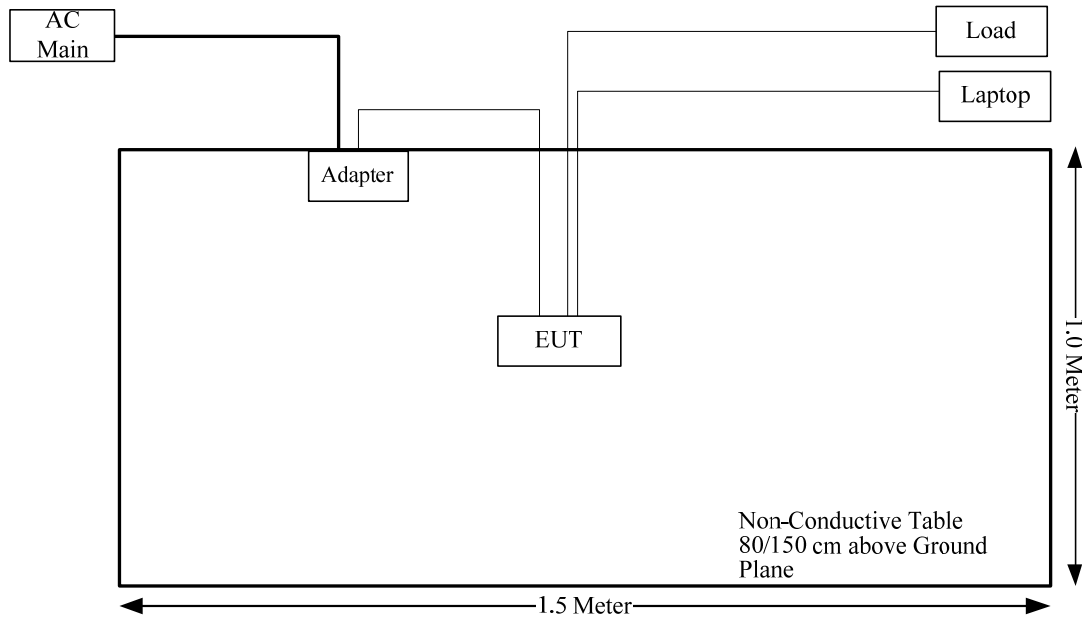 AC
Main
Load
Laptop
Adapter
EUT
1.0 Meter
Non-Conductive Table
80/150 cm above Ground
Plane
1.5 Meter